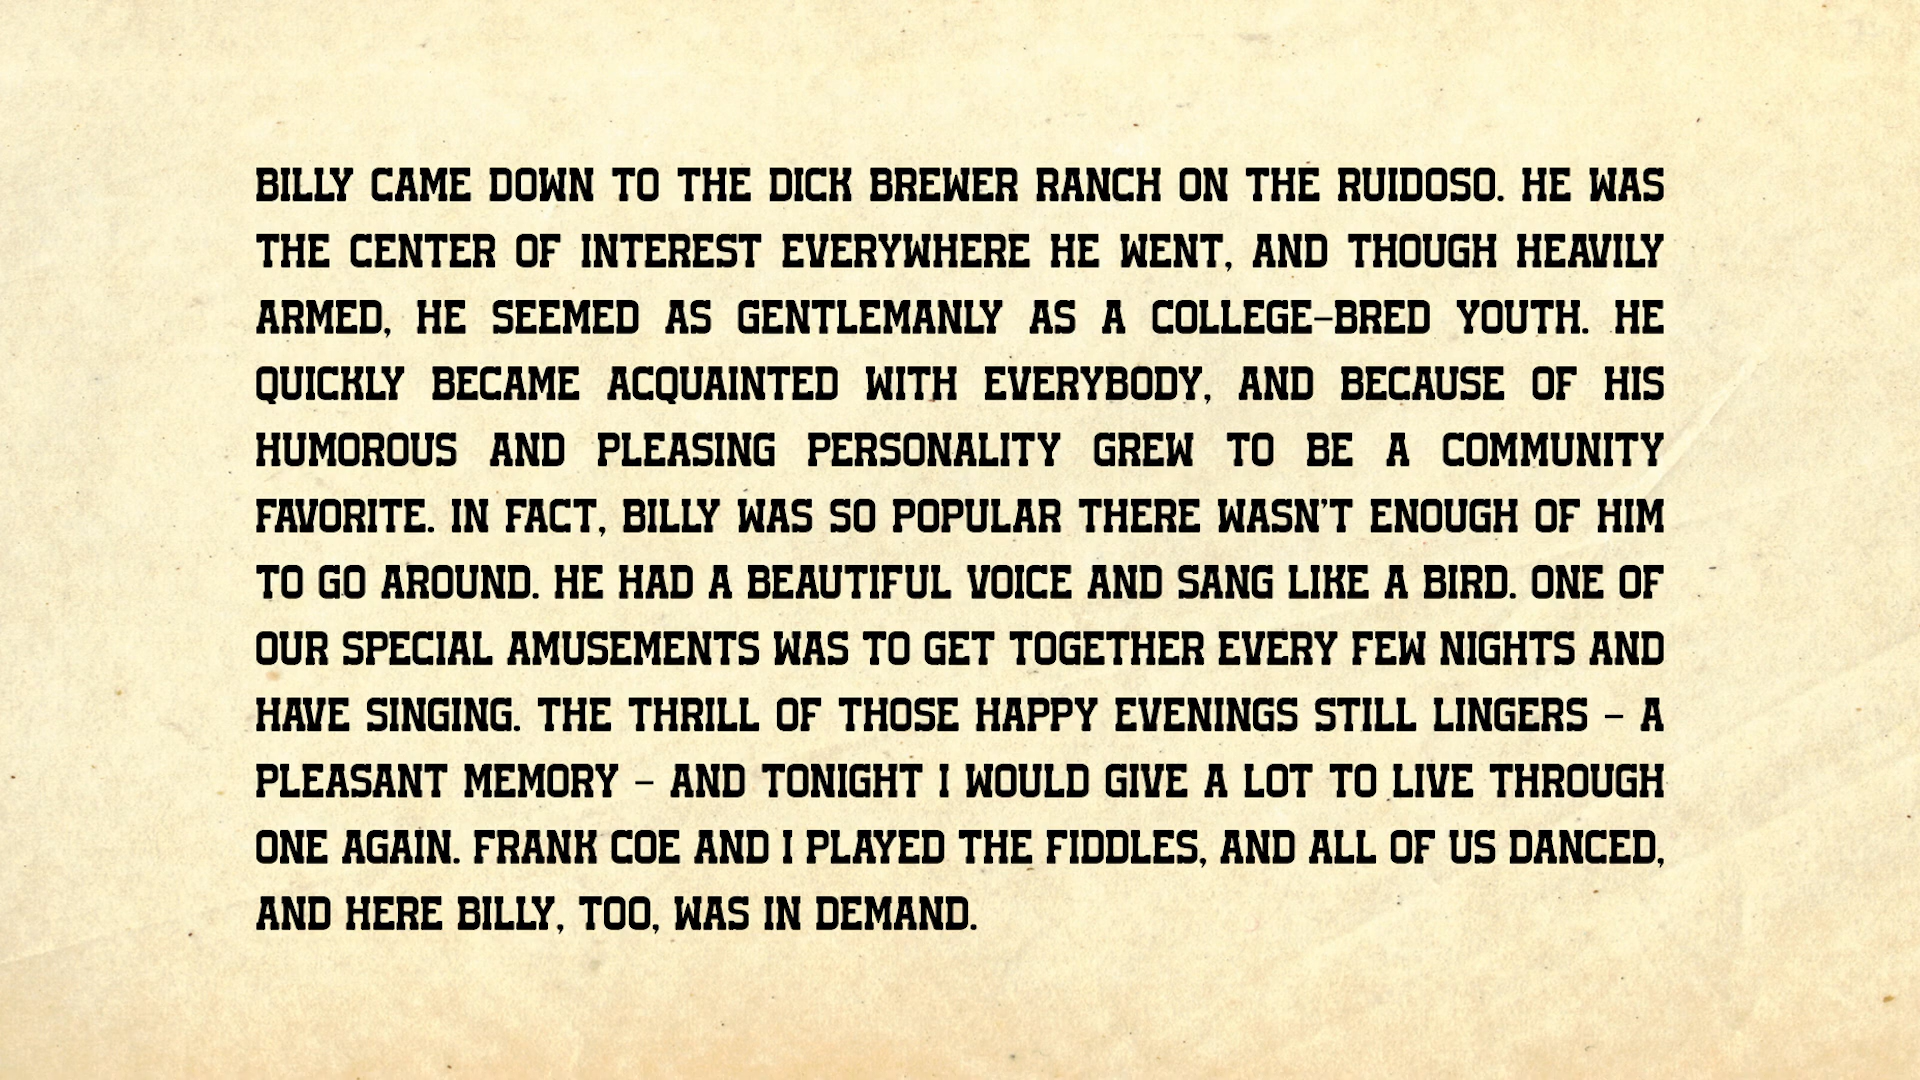 BILLY CAME DOWN TO THE DICK BREWER RANCH ON THE RUIDOSO. HE WAS
THE CENTER OF INTEREST EVERYWHERE HE WENT, AND THOUGH HEAVILY
ARMED, HE SEEMED AS GENTLEMANLY AS A COLLEGE-BRED YOUTH. HE
QUICKLY BECAME ACQUAINTED WITH EVERYBODY, AND BECAUSE OF HIS
HUMOROUS AND PLEASING PERSONALITY GREW TO BE A COMMUNITY
FAVORITE. IN FACT, BILLY WAS SO POPULAR THERE WASN'T ENOUGH OF HIM
TO GO AROUND. HE HAD A BEAUTIFUL VOICE AND SANG LIKE A BIRD. ONE OF
OUR SPECIAL AMUSEMENTS WAS TO GET TOGETHER EVERY FEW NIGHTS AND
HAVE SINGING. THE THRILL OF THOSE HAPPY EVENINGS STILL LINGERS – A
PLEASANT MEMORY – AND TONIGHT I WOULD GIVE A LOT TO LIVE THROUGH
ONE AGAIN. FRANK COE AND I PLAYED THE FIDDLES, AND ALL OF US DANCED,
AND HERE BILLY, TOO, WAS IN DEMAND.